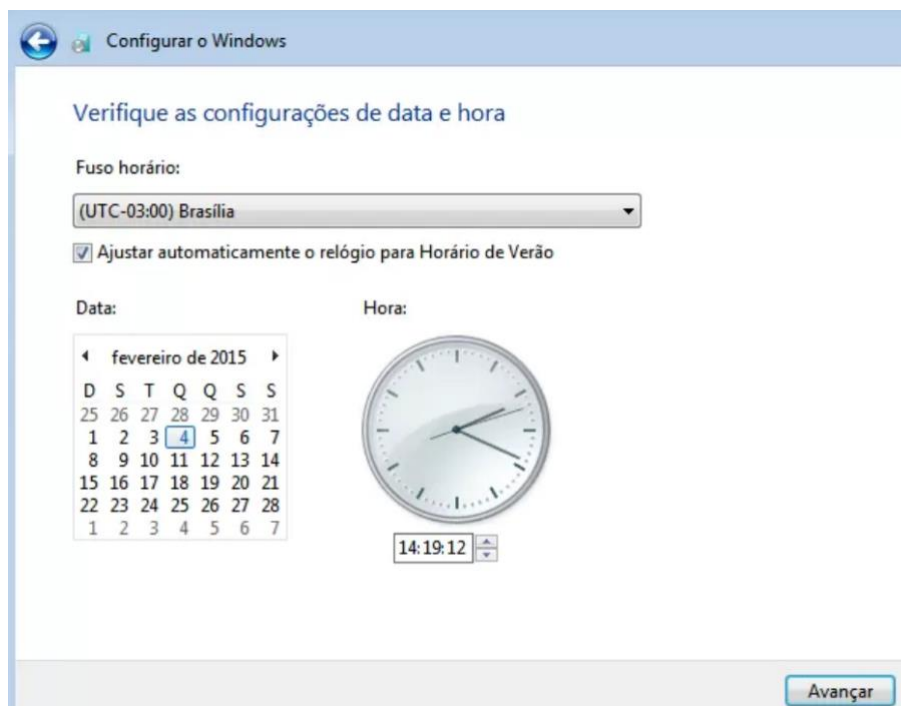 Configurar o Windows
Verifique as configurações de data e hora
Fuso horário:
(UTC-03:00) Brasília
Ajustar automaticamente o relógio para Horário de Verão
Data:
Hora:
fevereiro de 2015
D S T Q Q S S
25 26 27 28 29 30 31
1 2 3 4 5 6 7
8 9 10 11 12 13 14
15 16 17 18 19 20 21
22 23 24 25 26 27 28
1 2 3 4 5 6 7
14:19:12
Avançar